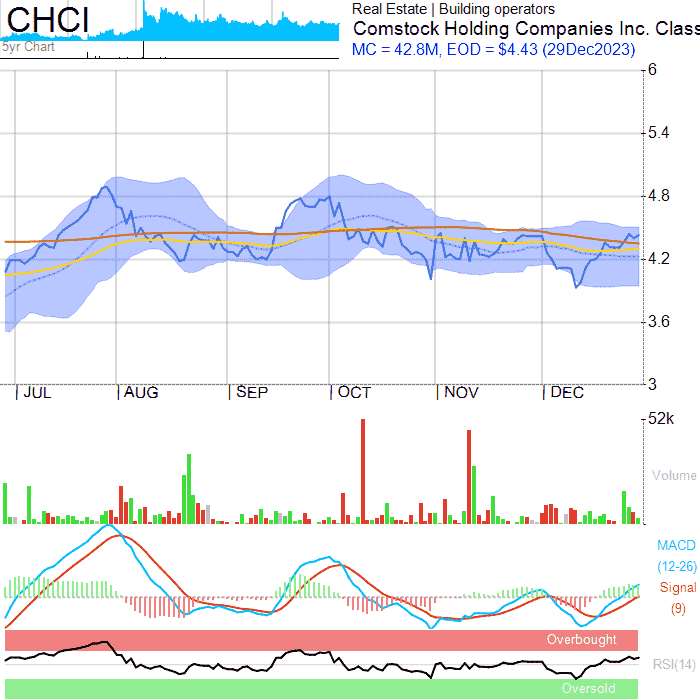 CHCI
5yr Chart
Real Estate | Building operators
Comstock Holding Companies Inc. Class
MC = 42.8M, EOD = $4.43 (29Dec2023)
6
5.4
4.8
4.2
3.6
3
JUL AUG SEP OCT NOV DEC
52k
Volume
MACD
(12-26)
Signal
(9)
Overbought
RSI(14)
Oversold